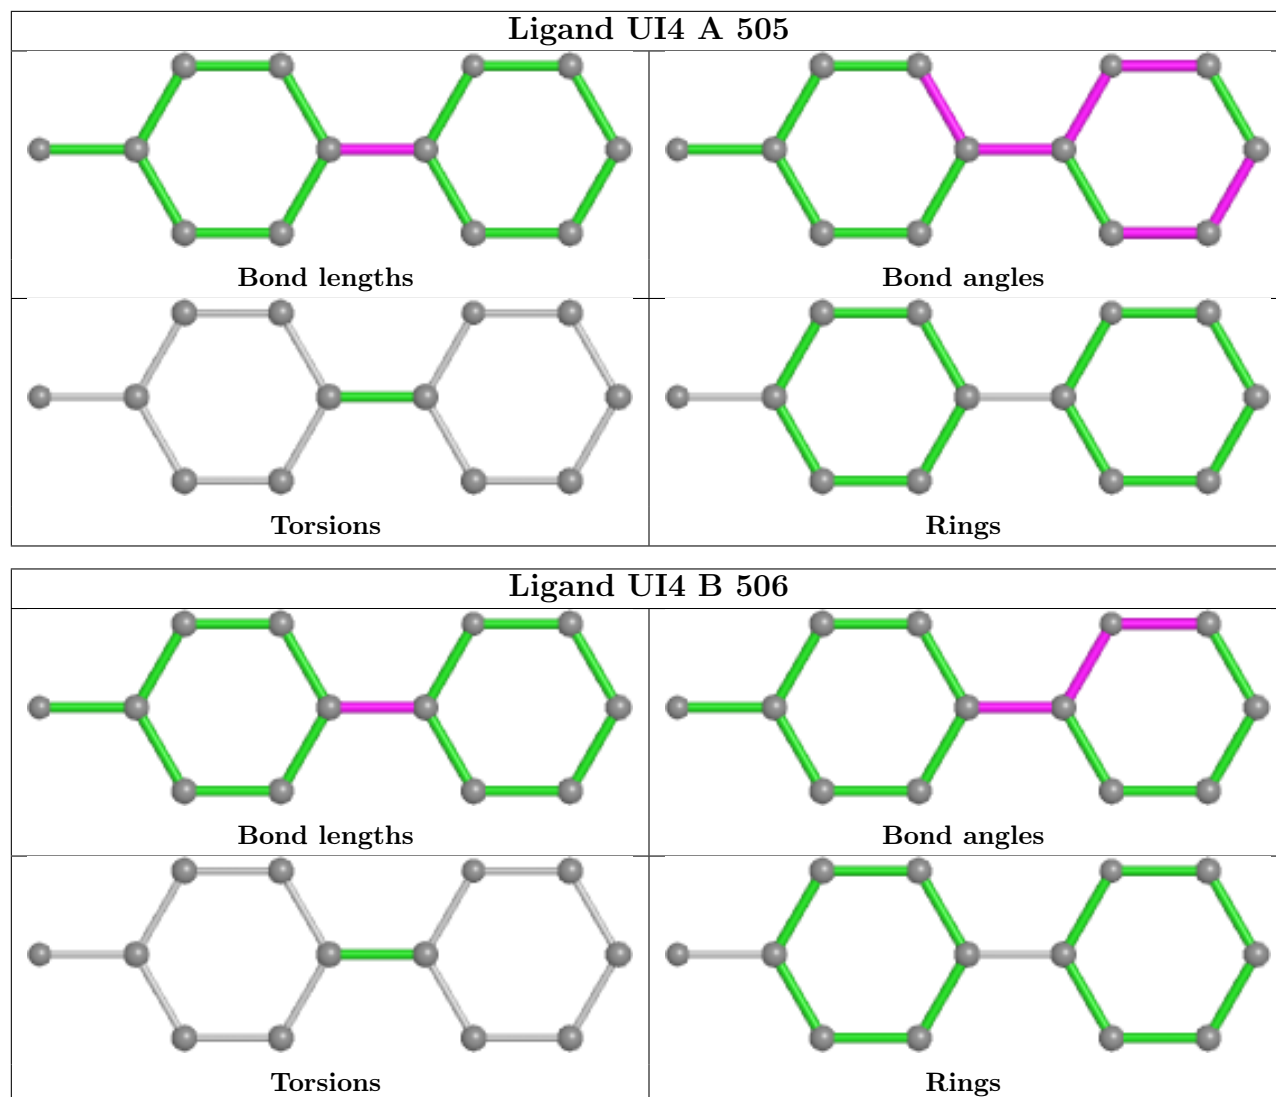 Ligand UI4 A 505
Bond lengths
Bond angles
Torsions
Rings
Ligand UI4 B 506
Bond lengths
Bond angles
Torsions
Rings